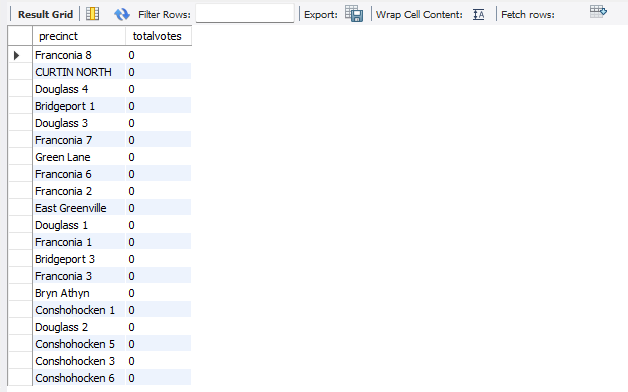 Result Grid Filter Rows: Export: Wrap Cell Content: Fetch rows:
precinct totalvotes
Franconia 8 0
CURTIN NORTH 0
Douglass 4 0
Bridgeport 1 0
Douglass 3 0
Franconia 7 0
Green Lane 0
Franconia 6 0
Franconia 2 0
East Greenville 0
Douglass 1 0
Franconia 1 0
Bridgeport 3 0
Franconia 3 0
Bryn Athyn 0
Conshohocken 1 0
Douglass 2 0
Conshohocken 5 0
Conshohocken 3 0
Conshohocken 6 0